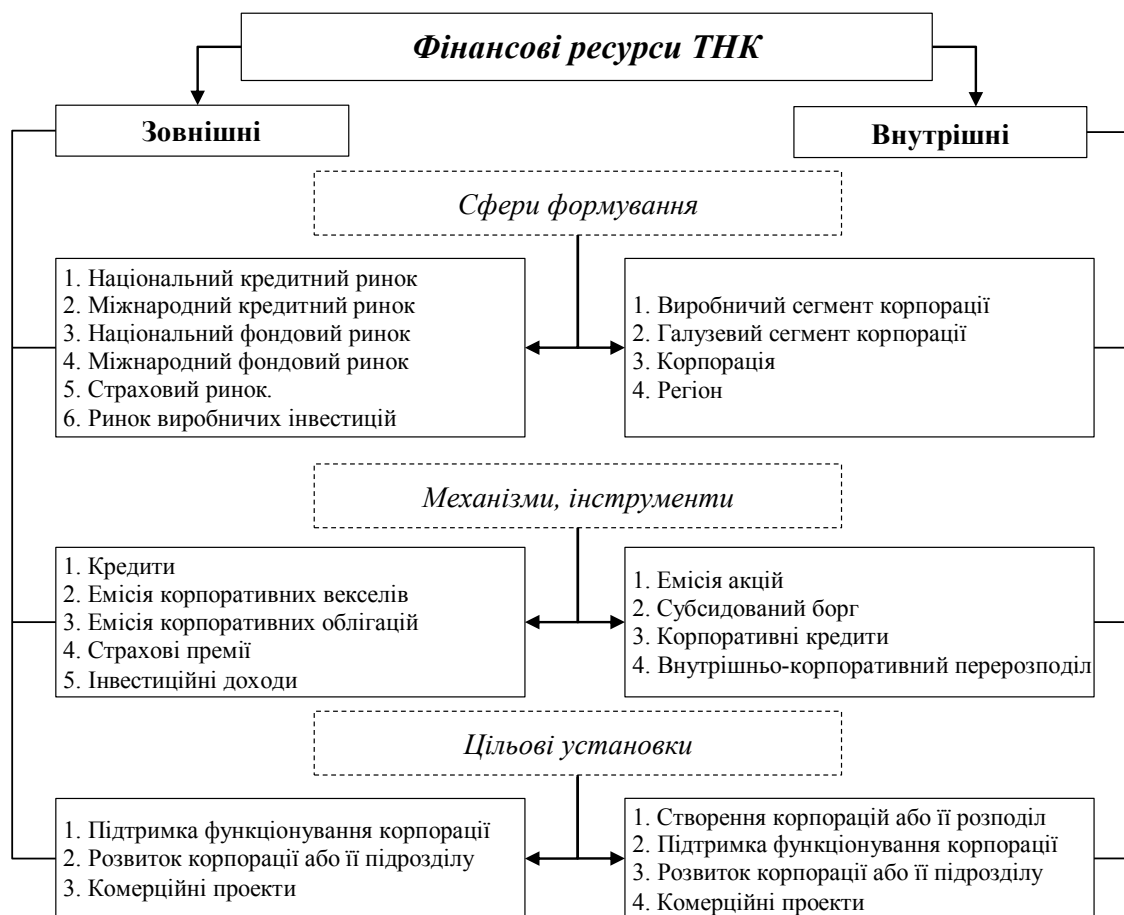 Фінансові ресурси ТНК
Зовнішні
Внутрішні
Сфери формування
1. Національний кредитний ринок
2. Міжнародний кредитний ринок
3. Національний фондовий ринок
4. Міжнародний фондовий ринок
5. Страховий ринок.
6. Ринок виробничих інвестицій
1. Виробничий сегмент корпорації
2. Галузевий сегмент корпорації
3. Корпорація
4. Регіон
Механізми, інструменти
1. Кредити
2. Емісія корпоративних векселів
3. Емісія корпоративних облігацій
4. Страхові премії
5. Інвестиційні доходи
1. Емісія акцій
2. Субсидований борг
3. Корпоративні кредити
4. Внутрішньо-корпоративний перерозподіл
Цільові установки
1. Підтримка функціонування корпорації
2. Розвиток корпорації або її підрозділу
3. Комерційні проекти
1. Створення корпорацій або її розподіл
2. Підтримка функціонування корпорації
3. Розвиток корпорації або її підрозділу
4. Комерційні проекти